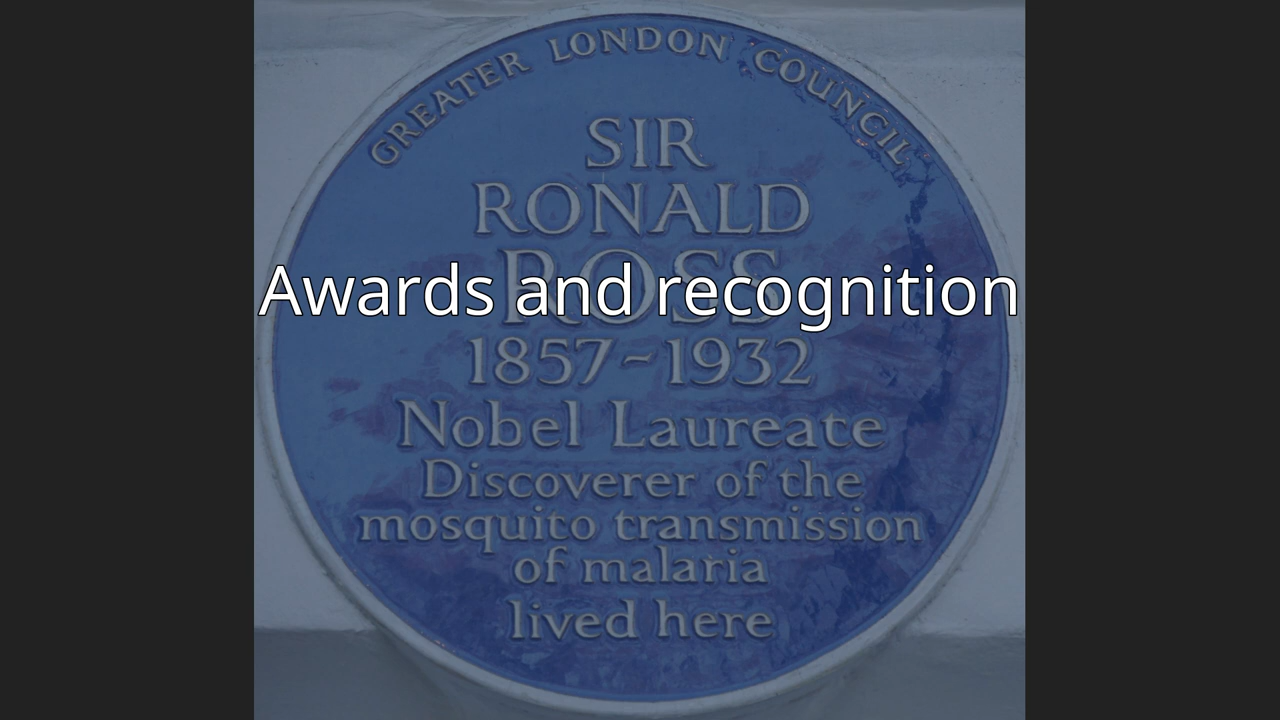 GREATER LONDON COUNCIL
SIR
RONALD
ROSS
Awards and recognition
1857-1932
Nobel Laureate
Discoverer of the
mosquito transmission
of malaria
lived here